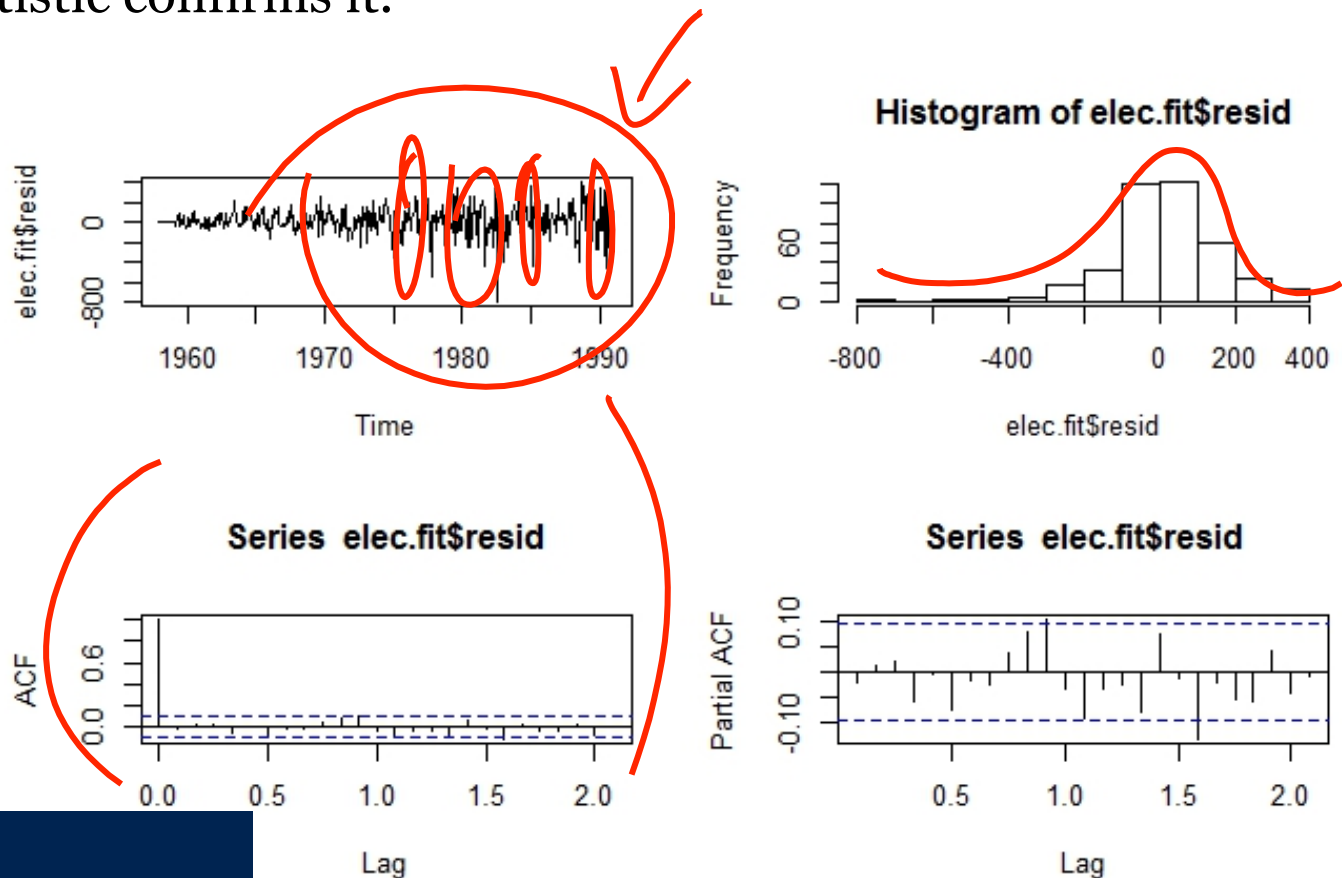 confirms it.
Histogram of elec.fit$resid
elec.fit$resid
0
-800
1960 1970 1980 1990
Time
Frequency
60
0
-800 -400 0 200 400
elec.fit$resid
Series elec.fit$resid
ACF
0.6
0.0
0.0 0.5 1.0 1.5 2.0
Lag
Series elec.fit$resid
Partial ACF
0.10
-0.10
0.5 1.0 1.5 2.0
Lag